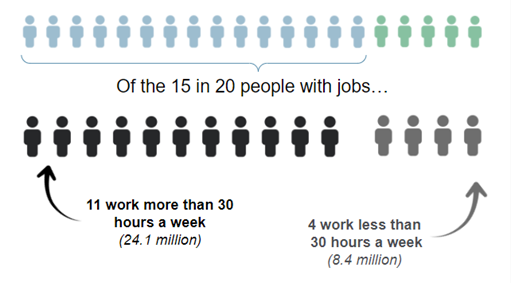 Of the 15 in 20 people with jobs…
11 work more than 30
hours a week
(24.1 million)
4 work less than
30 hours a week
(8.4 million)